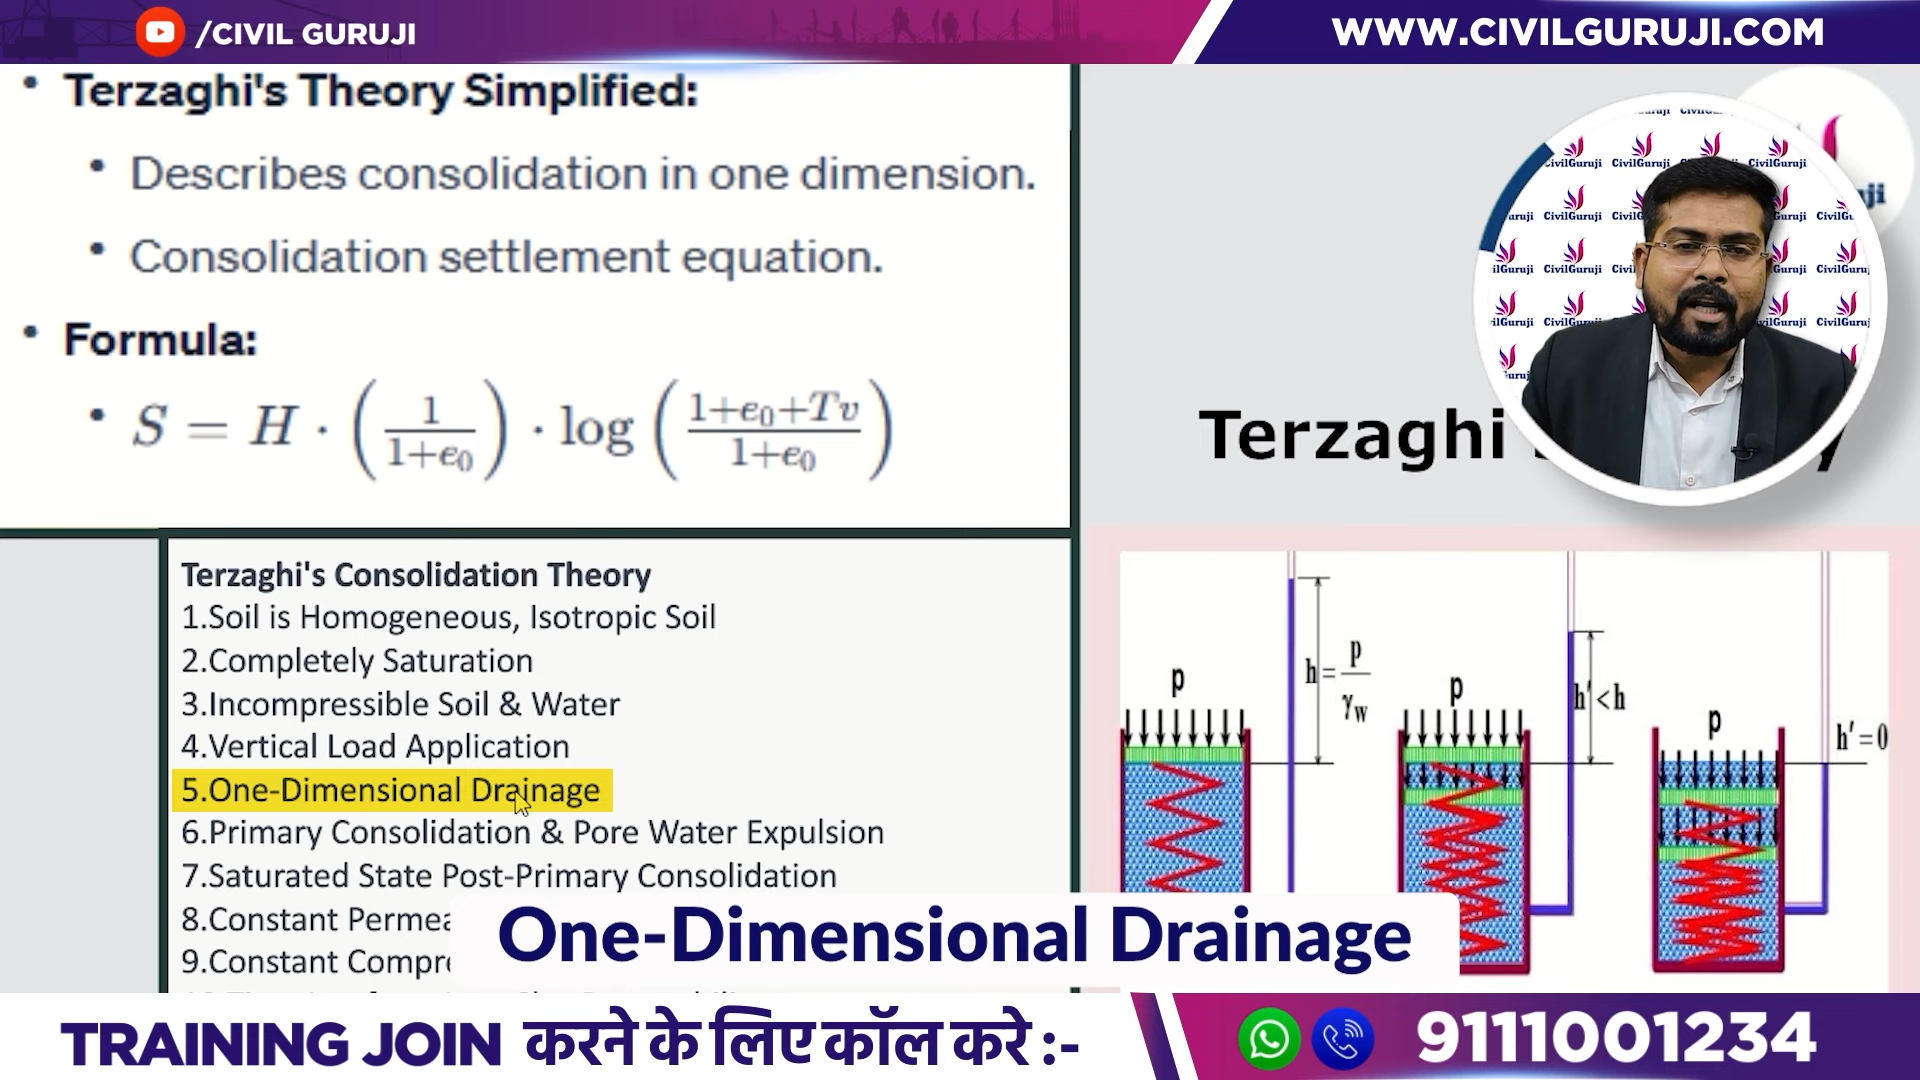 /CIVIL GURUJI
WWW.CIVILGURUJI.COM
• Terzaghi's Theory Simplified:
• Describes consolidation in one dimension.
• Consolidation settlement equation.
• Formula:
• S = H · (1/1+e₀) · log (1+e₀+Tv/1+e₀)
Terzaghi
Terzaghi's Consolidation Theory
1.Soil is Homogeneous, Isotropic Soil
2.Completely Saturation
3.Incompressible Soil & Water
4.Vertical Load Application
5.One-Dimensional Drainage
6.Primary Consolidation & Pore Water Expulsion
7.Saturated State Post-Primary Consolidation
8.Constant
9.Constant
p
h = p/γw
p
h' < h
p
h' = 0
CivilGuruji CivilGuruji CivilGuruji CivilGuruji
One-Dimensional Drainage
TRAINING JOIN करने के लिए कॉल करे :-
9111001234